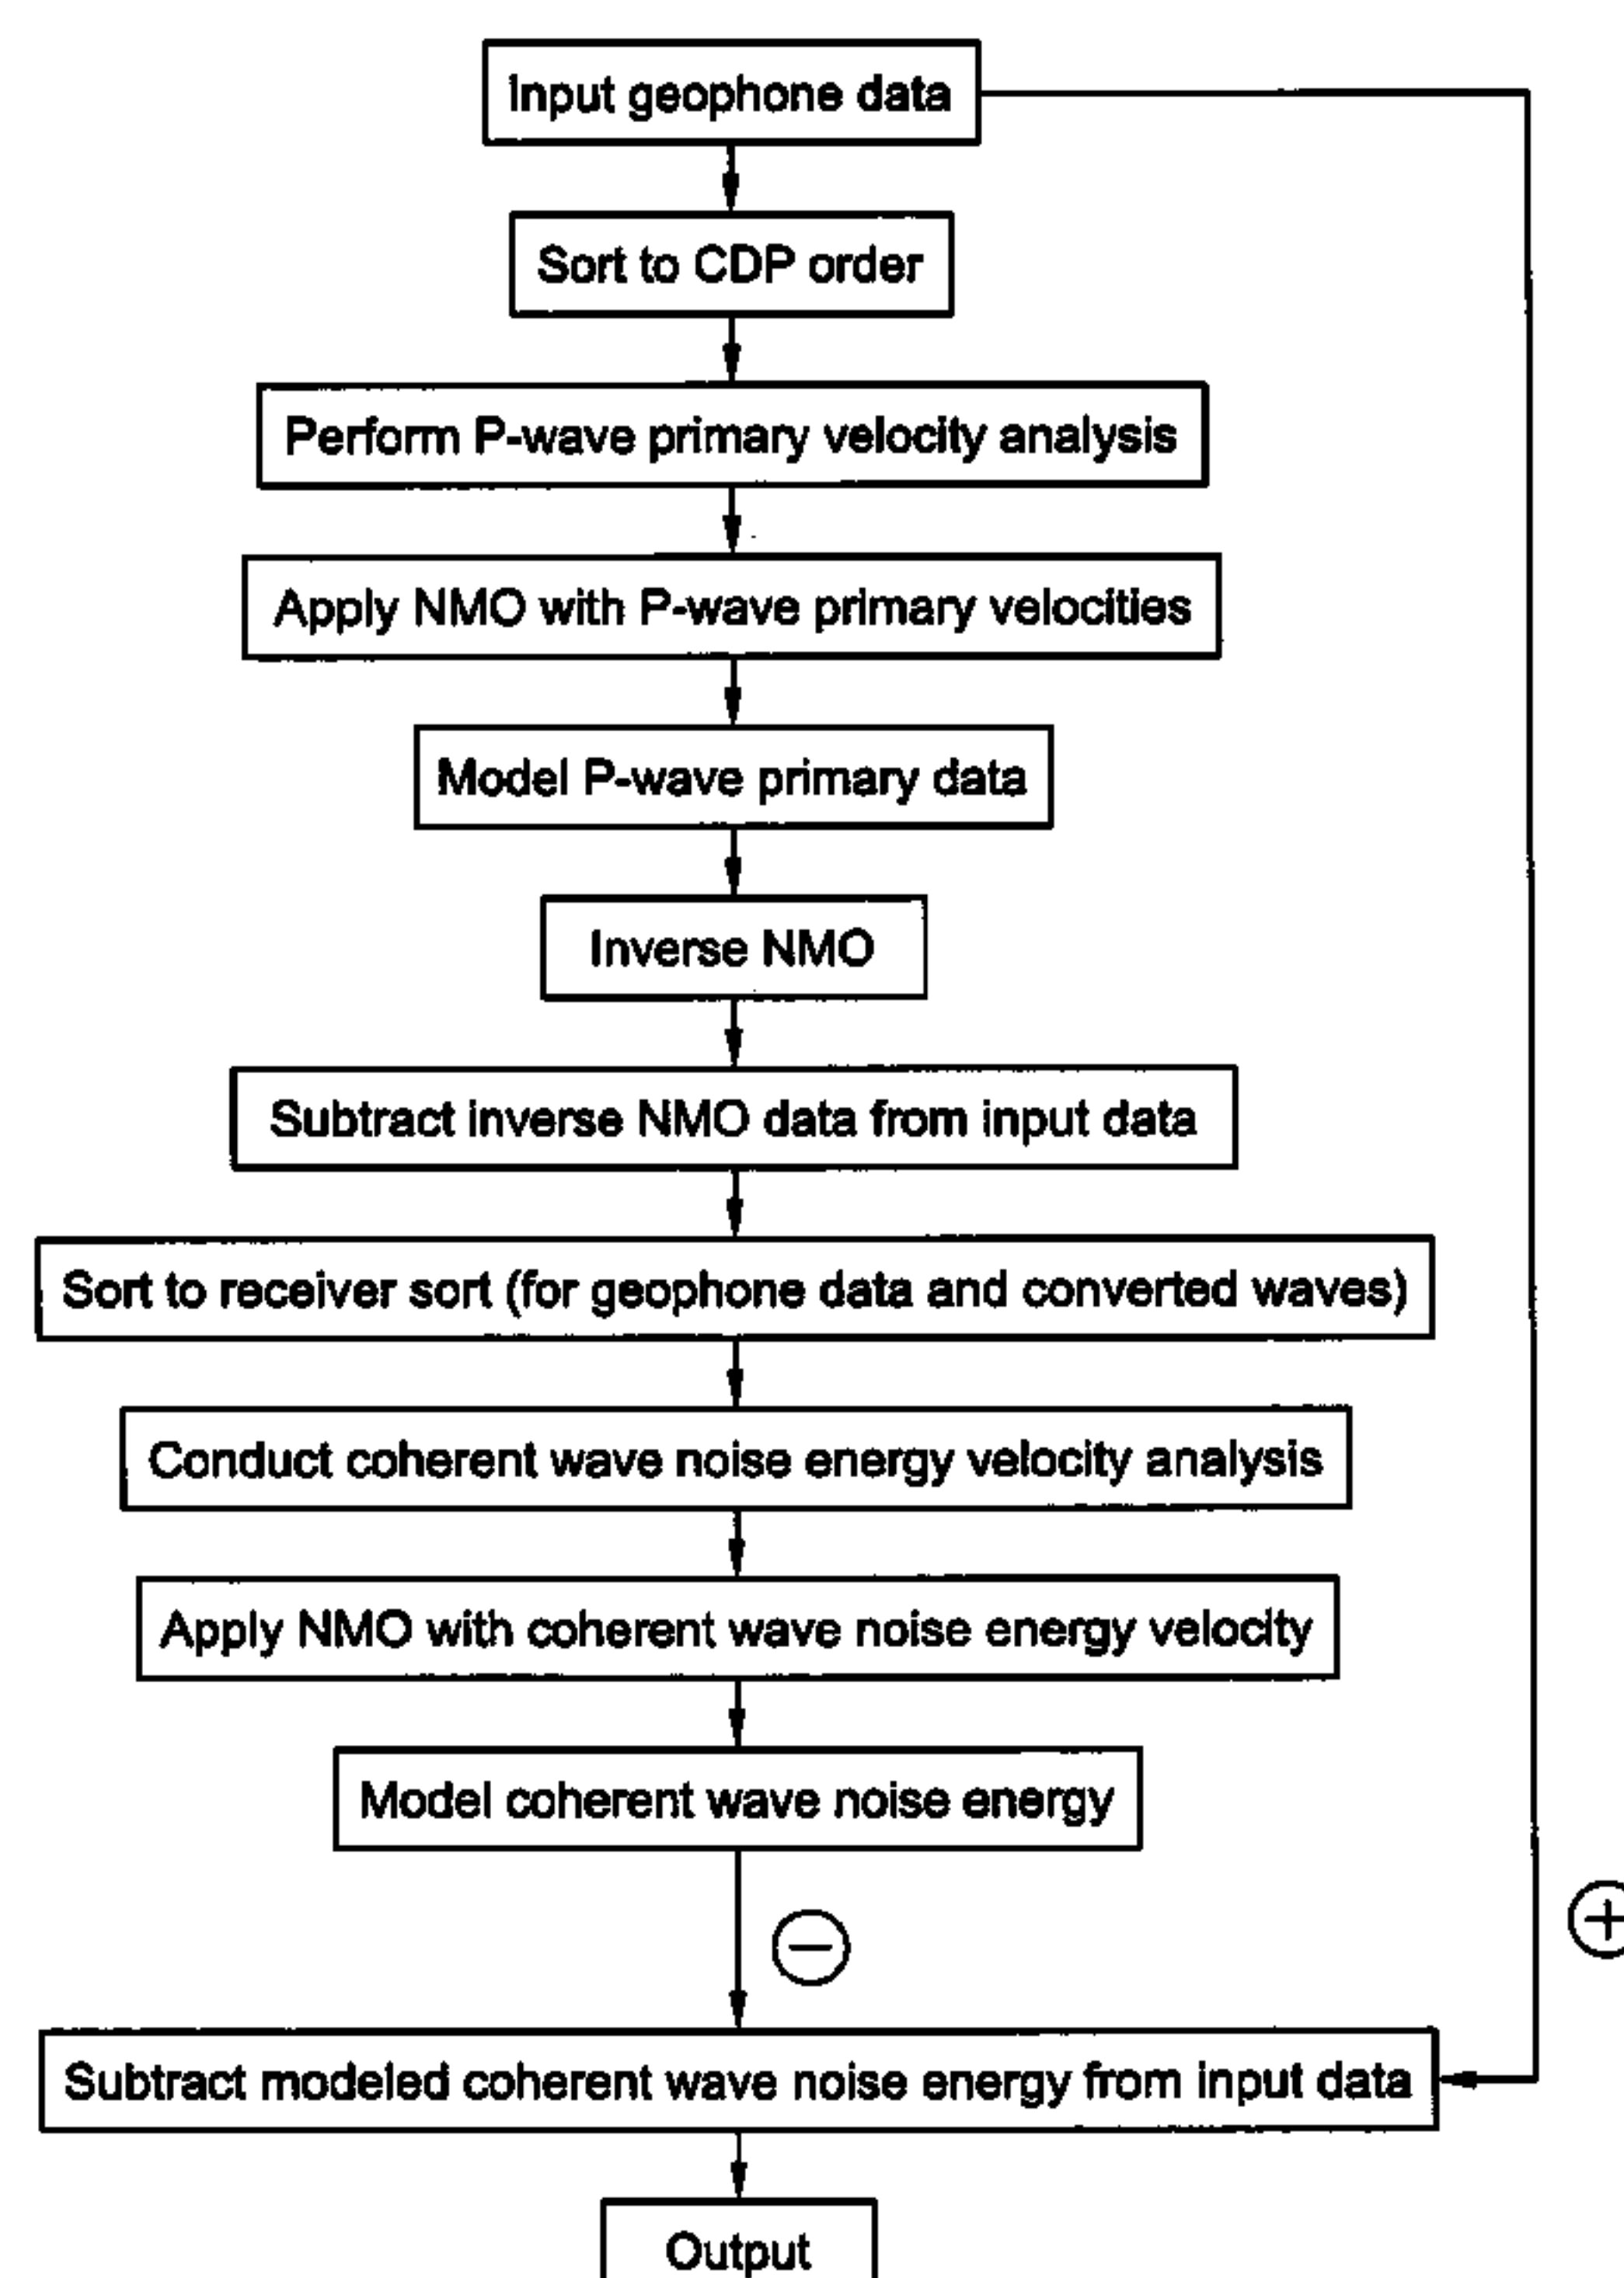 Input geophone data
Sort to CDP order
Perform P-wave primary velocity analysis
Apply NMO with P-wave primary velocities
Model P-wave primary data
Inverse NMO
Subtract inverse NMO data from input data
Sort to receiver sort (for geophone data and converted waves)
Conduct coherent wave noise energy velocity analysis
Apply NMO with coherent wave noise energy velocity
Model coherent wave noise energy
−
+
Subtract modeled coherent wave noise energy from input data
Output